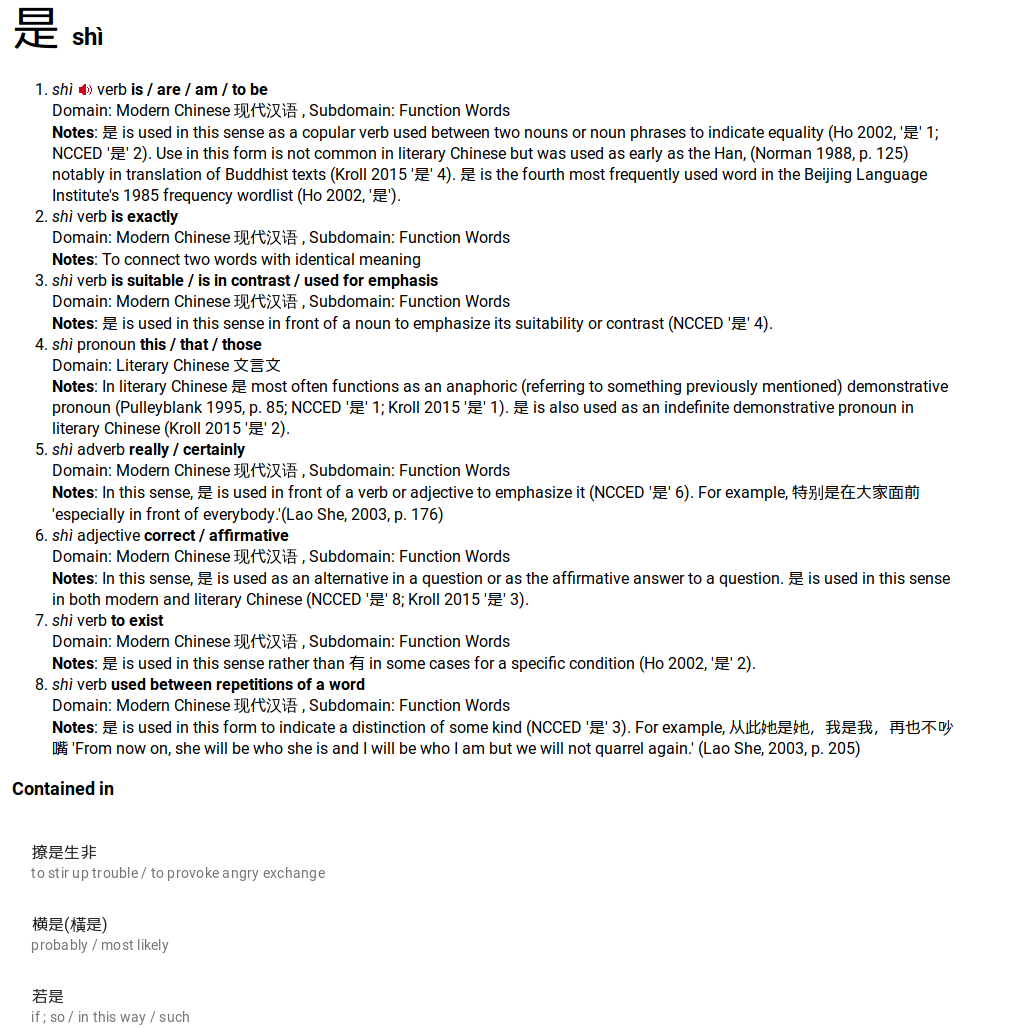 是 shì
1. shì verb is / are / am / to be
Domain: Modern Chinese 现代汉语 , Subdomain: Function Words
Notes: 是 is used in this sense as a copular verb used between two nouns or noun phrases to indicate equality (Ho 2002, '是' 1;
NCCED '是' 2). Use in this form is not common in literary Chinese but was used as early as the Han, (Norman 1988, p. 125)
notably in translation of Buddhist texts (Kroll 2015 '是' 4). 是 is the fourth most frequently used word in the Beijing Language
Institute's 1985 frequency wordlist (Ho 2002, '是').
2. shì verb is exactly
Domain: Modern Chinese 现代汉语 , Subdomain: Function Words
Notes: To connect two words with identical meaning
3. shì verb is suitable / is in contrast / used for emphasis
Domain: Modern Chinese 现代汉语 , Subdomain: Function Words
Notes: 是 is used in this sense in front of a noun to emphasize its suitability or contrast (NCCED '是' 4).
4. shì pronoun this / that / those
Domain: Literary Chinese 文言文
Notes: In literary Chinese 是 most often functions as an anaphoric (referring to something previously mentioned) demonstrative
pronoun (Pulleyblank 1995, p. 85; NCCED '是' 1; Kroll 2015 '是' 1). 是 is also used as an indefinite demonstrative pronoun in
literary Chinese (Kroll 2015 '是' 2).
5. shì adverb really / certainly
Domain: Modern Chinese 现代汉语 , Subdomain: Function Words
Notes: In this sense, 是 is used in front of a verb or adjective to emphasize it (NCCED '是' 6). For example, 特别是在大家面前
'especially in front of everybody.'(Lao She, 2003, p. 176)
6. shì adjective correct / affirmative
Domain: Modern Chinese 现代汉语 , Subdomain: Function Words
Notes: In this sense, 是 is used as an alternative in a question or as the affirmative answer to a question. 是 is used in this sense
in both modern and literary Chinese (NCCED '是' 8; Kroll 2015 '是' 3).
7. shì verb to exist
Domain: Modern Chinese 现代汉语 , Subdomain: Function Words
Notes: 是 is used in this sense rather than 有 in some cases for a specific condition (Ho 2002, '是' 2).
8. shì verb used between repetitions of a word
Domain: Modern Chinese 现代汉语 , Subdomain: Function Words
Notes: 是 is used in this form to indicate a distinction of some kind (NCCED '是' 3). For example, 从此她是她，我是我，再也不吵
嘴 'From now on, she will be who she is and I will be who I am but we will not quarrel again.' (Lao She, 2003, p. 205)
Contained in
撩是生非
to stir up trouble / to provoke angry exchange
横是(橫是)
probably / most likely
若是
if ; so / in this way / such